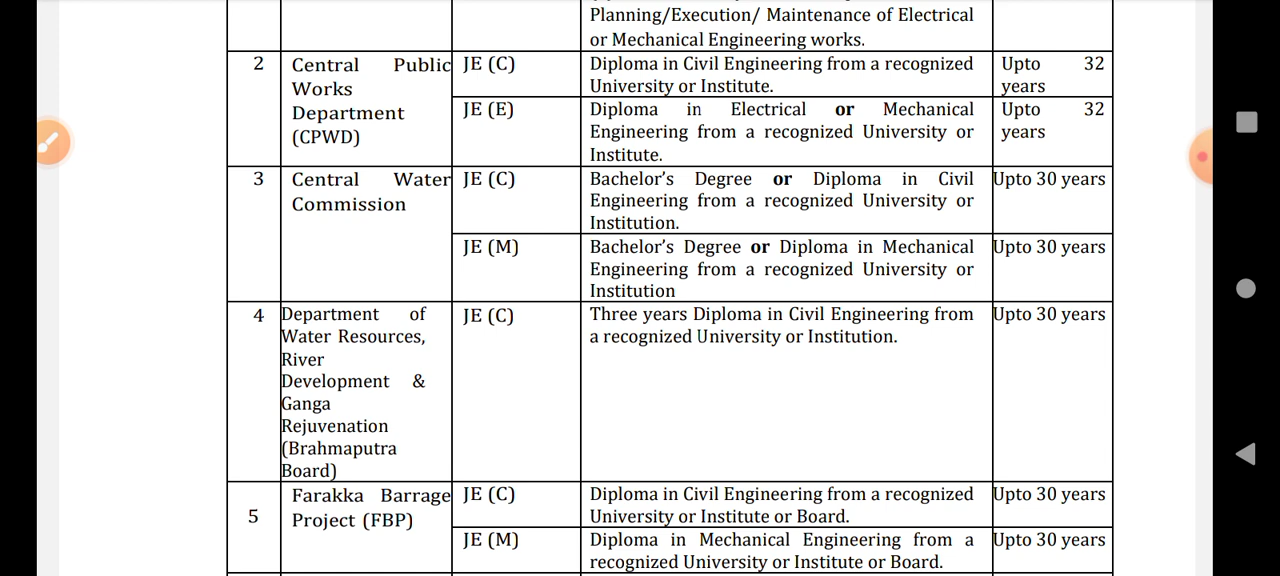 Planning/Execution/ Maintenance of Electrical
or Mechanical Engineering works.
2
Central Public
Works
Department
(CPWD)
JE (C)
Diploma in Civil Engineering from a recognized
University or Institute.
Upto 32
years
JE (E)
Diploma in Electrical or Mechanical
Engineering from a recognized University or
Institute.
Upto 32
years
3
Central Water
Commission
JE (C)
Bachelor's Degree or Diploma in Civil
Engineering from a recognized University or
Institution.
Upto 30 years
JE (M)
Bachelor's Degree or Diploma in Mechanical
Engineering from a recognized University or
Institution
Upto 30 years
4
Department of
Water Resources,
River
Development &
Ganga
Rejuvenation
(Brahmaputra
Board)
JE (C)
Three years Diploma in Civil Engineering from
a recognized University or Institution.
Upto 30 years
5
Farakka Barrage
Project (FBP)
JE (C)
Diploma in Civil Engineering from a recognized
University or Institute or Board.
Upto 30 years
JE (M)
Diploma in Mechanical Engineering from a
recognized University or Institute or Board.
Upto 30 years